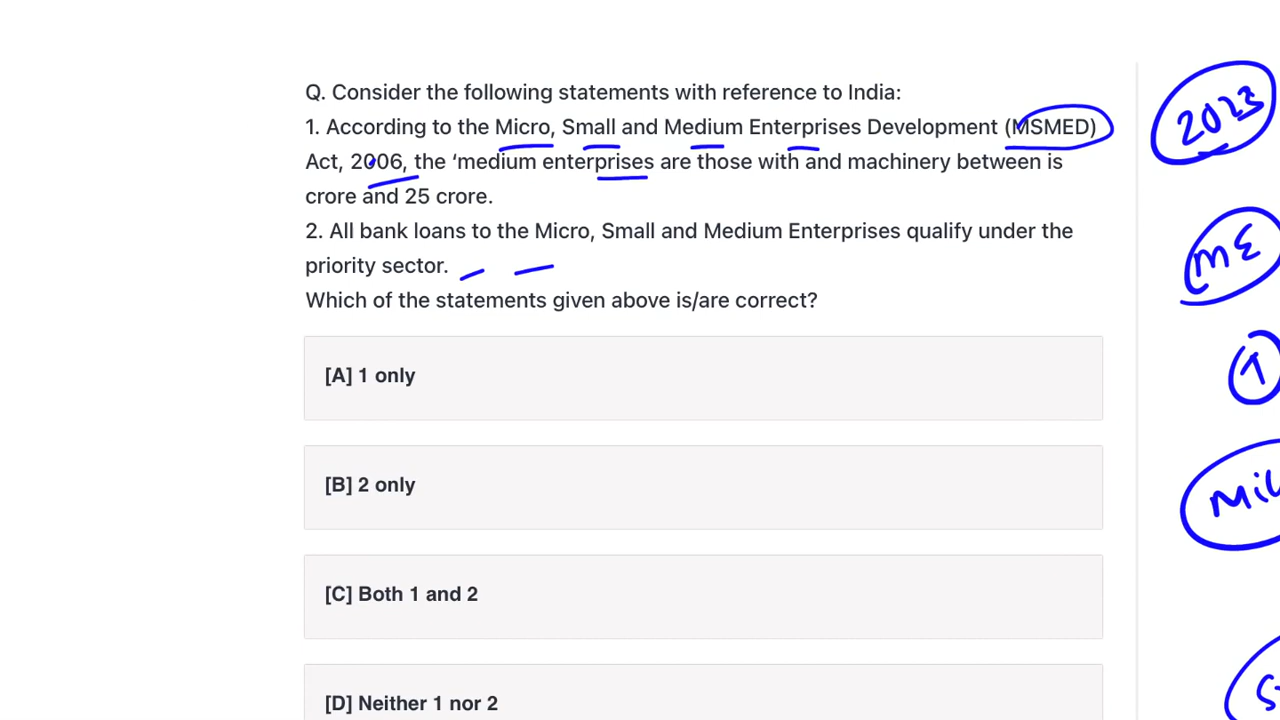 Q. Consider the following statements with reference to India:
1. According to the Micro, Small and Medium Enterprises Development (MSMED)
Act, 2006, the ‘medium enterprises are those with and machinery between is
crore and 25 crore.
2. All bank loans to the Micro, Small and Medium Enterprises qualify under the
priority sector.
Which of the statements given above is/are correct?
[A] 1 only
[B] 2 only
[C] Both 1 and 2
[D] Neither 1 nor 2
2023
ME